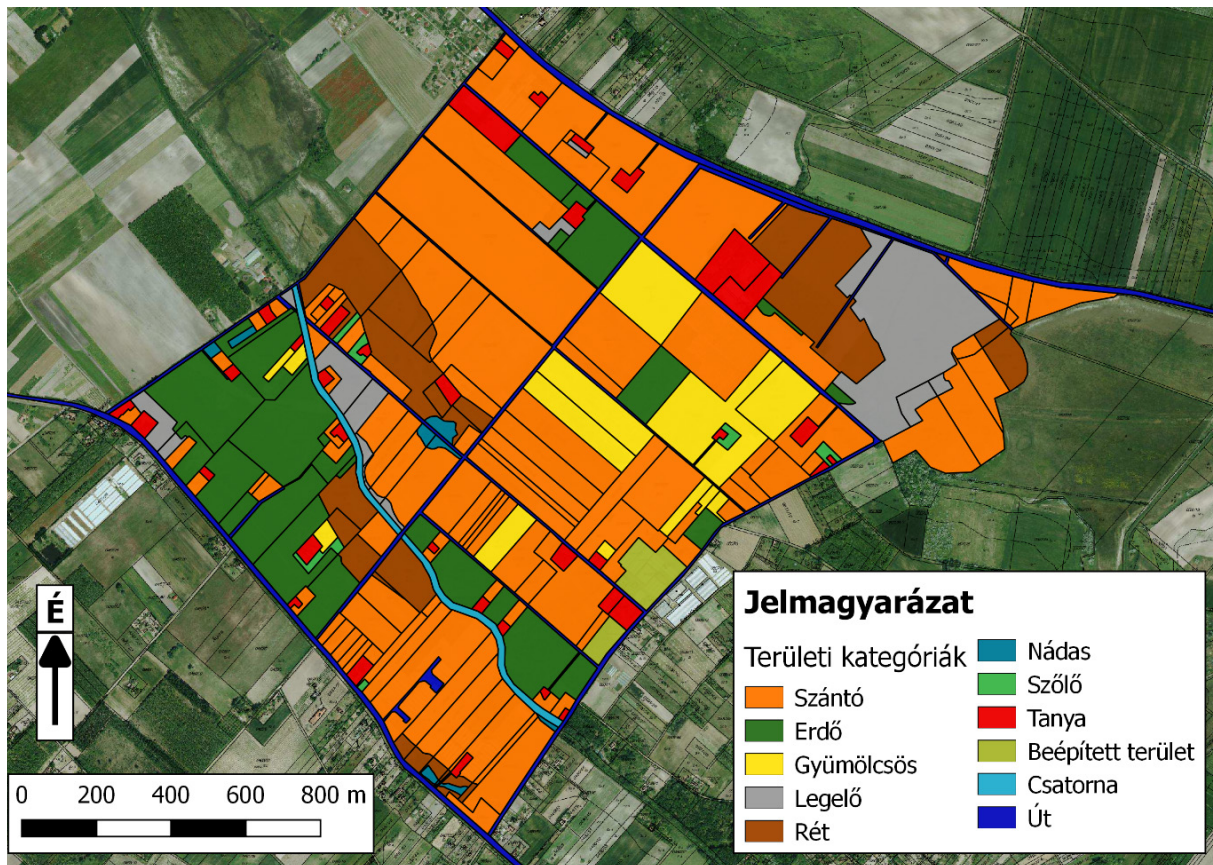 É
0 200 400 600 800 m
Jelmagyarázat
Területi kategóriák
Szántó
Erdő
Gyümölcsös
Legelő
Rét
Nádas
Szőlő
Tanya
Beépített terület
Csatorna
Út